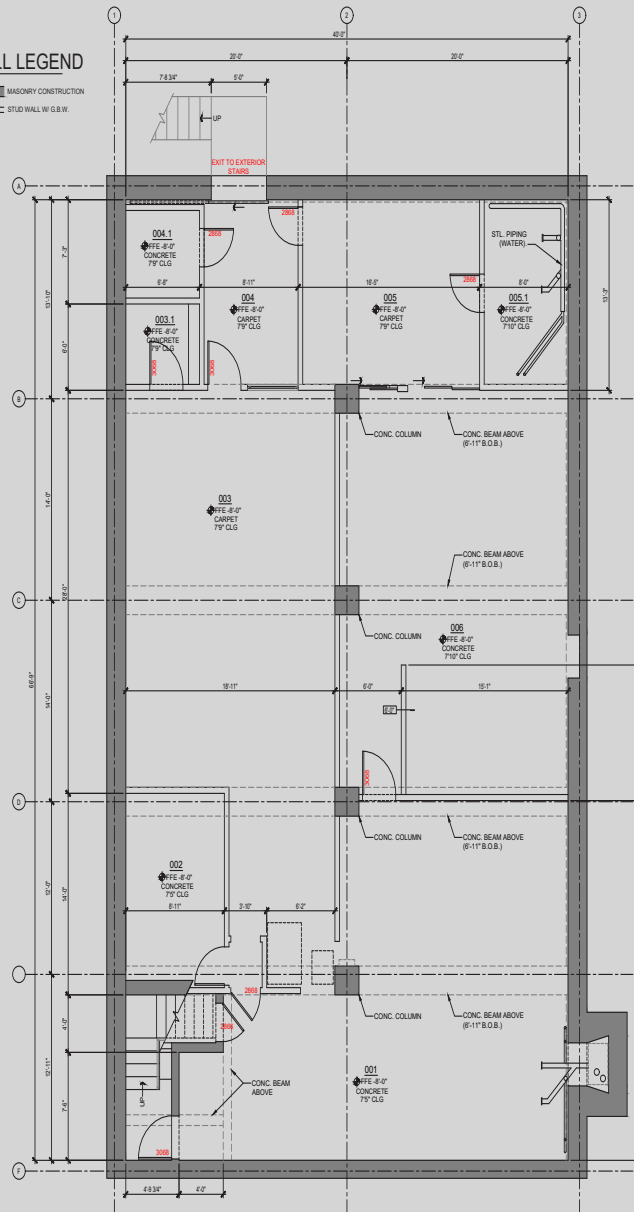 1
2
3
40'-0"
20'-0"
20'-0"
LL LEGEND
7'-8 3/4"
5'-0"
MASONRY CONSTRUCTION
STUD WALL W/ G.B.W.
UP
EXIT TO EXTERIOR
STAIRS
A
2868
004.1
FFE -8'-0"
CONCRETE
7'9" CLG
2868
STL. PIPING
(WATER)
7'-3"
13'-10"
6'-8"
8'-11"
16'-5"
2868
8'-0"
13'-3"
004
FFE -8'-0"
CARPET
7'9" CLG
005
FFE -8'-0"
CARPET
7'9" CLG
005.1
FFE -8'-0"
CONCRETE
7'10" CLG
003.1
FFE -8'-0"
CONCRETE
7'9" CLG
6'-0"
3068
3068
B
CONC. COLUMN
CONC. BEAM ABOVE
(6'-11" B.O.B.)
14'-0"
003
FFE -8'-0"
CARPET
7'9" CLG
CONC. BEAM ABOVE
(6'-11" B.O.B.)
28'-0"
C
CONC. COLUMN
006
FFE -8'-0"
CONCRETE
7'10" CLG
66'-9"
14'-0"
18'-11"
6'-0"
15'-1"
3068
D
CONC. COLUMN
CONC. BEAM ABOVE
(6'-11" B.O.B.)
002
FFE -8'-0"
CONCRETE
7'5" CLG
12'-0"
14'-0"
8'-11"
3'-10"
6'-2"
2868
CONC. COLUMN
CONC. BEAM ABOVE
(6'-11" B.O.B.)
4'-0"
2868
12'-11"
001
FFE -8'-0"
CONCRETE
7'5" CLG
CONC. BEAM
ABOVE
UP
7'-6"
3068
F
4'-9 3/4"
4'-0"